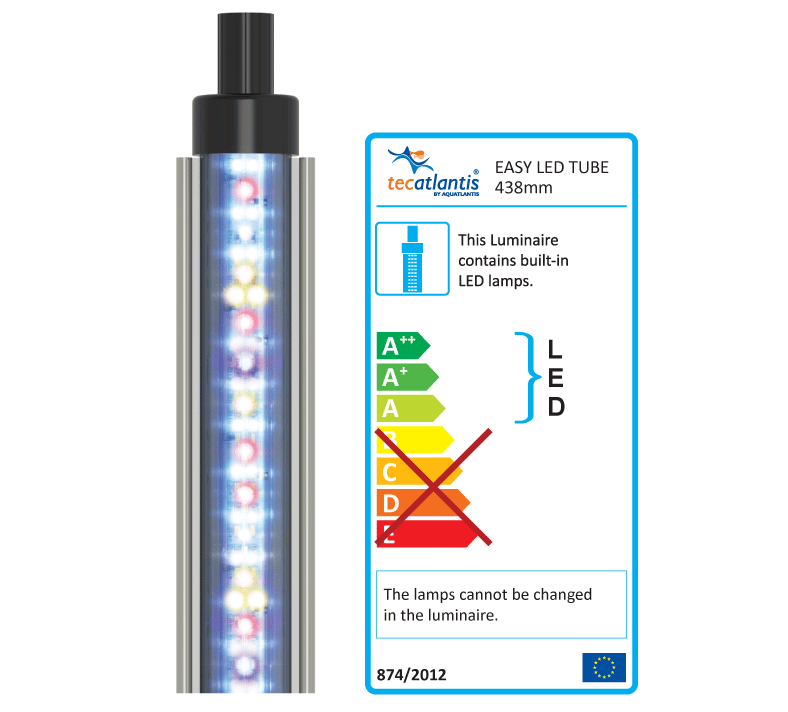 tecatlantis®
BY AQUATLANTIS
EASY LED TUBE
438mm
This Luminaire
contains built-in
LED lamps.
A++
A+
A
B
C
D
E
L
E
D
The lamps cannot be changed
in the luminaire.
874/2012